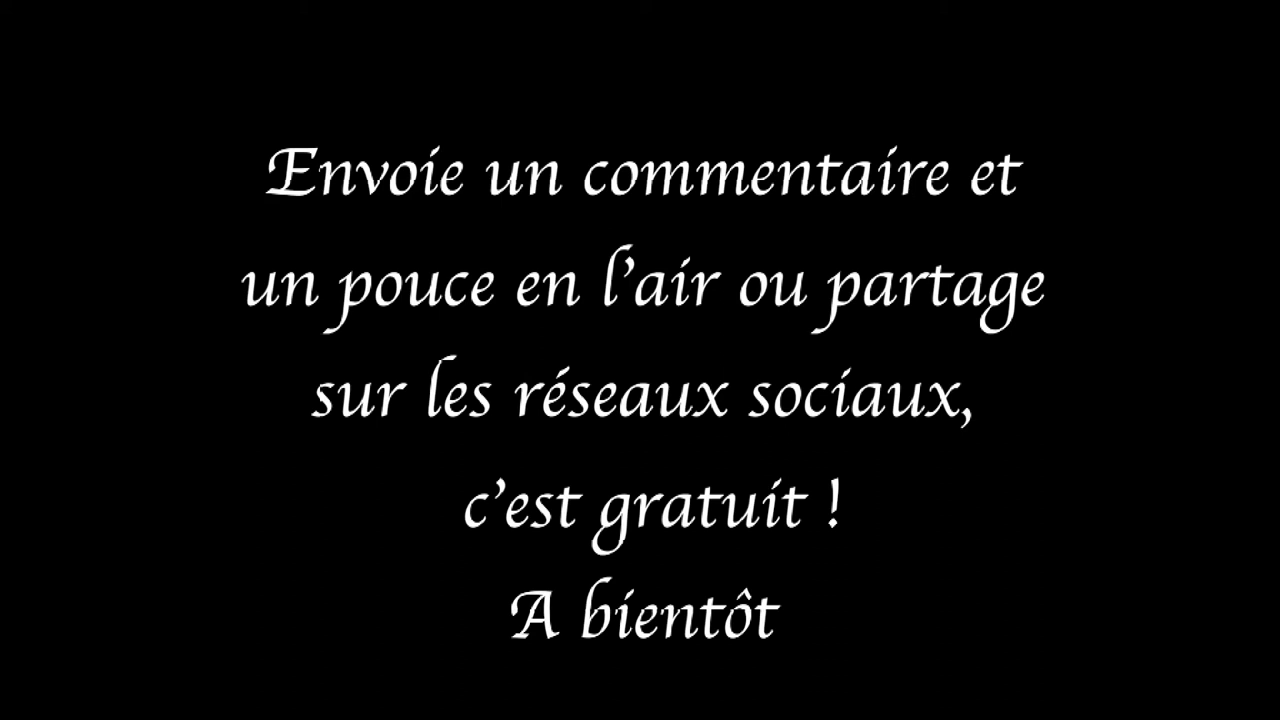 Envoie un commentaire et
un pouce en l'air ou partage
sur les réseaux sociaux,
c'est gratuit !
A bientôt